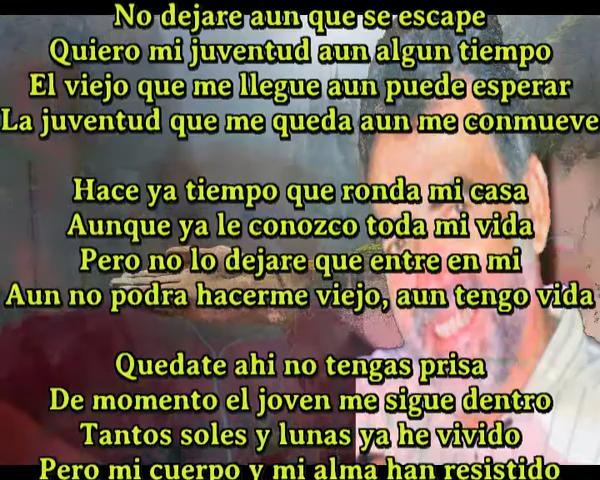 No dejare aun que se escape
Quiero mi juventud aun algun tiempo
El viejo que me llegue aun puede esperar
La juventud que me queda aun me conmueve
Hace ya tiempo que ronda mi casa
Aunque ya le conozco toda mi vida
Pero no lo dejare que entre en mi
Aun no podra hacerme viejo, aun tengo vida
Quedate ahi no tengas prisa
De momento el joven me sigue dentro
Tantos soles y lunas ya he vivido
Pero mi cuerpo y mi alma han resistido